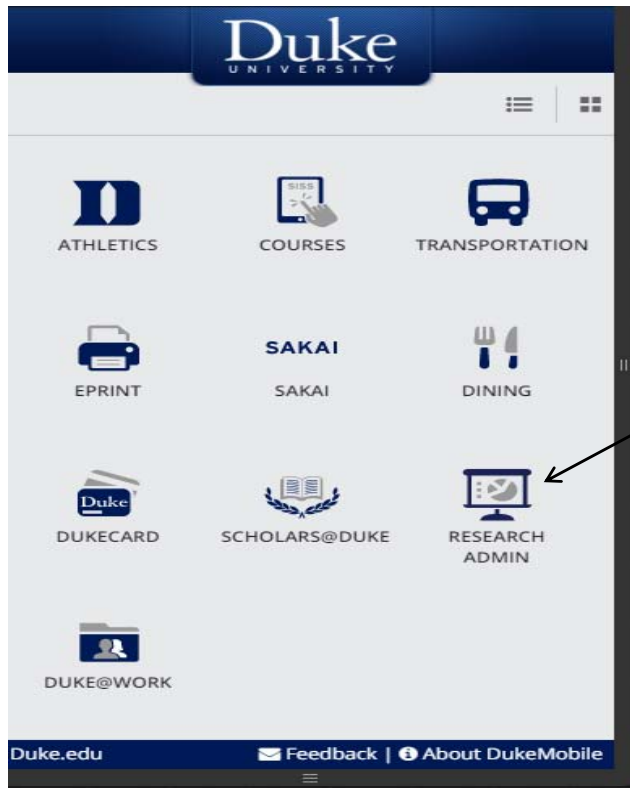 Duke
UNIVERSITY
SISS
ATHLETICS
COURSES
TRANSPORTATION
SAKAI
EPRINT
SAKAI
DINING
Duke
DUKECARD
SCHOLARS@DUKE
RESEARCH
ADMIN
DUKE@WORK
Duke.edu
Feedback | About DukeMobile